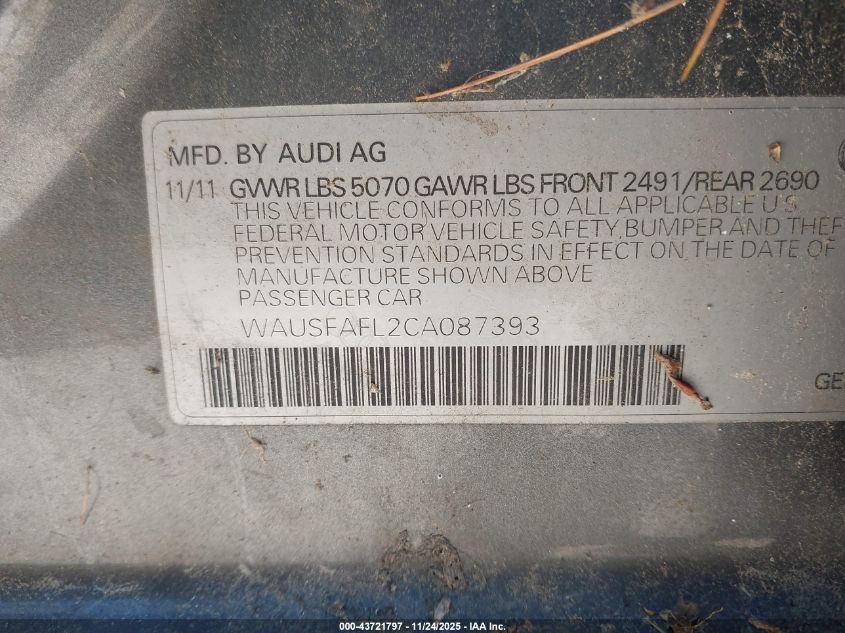 MFD. BY AUDI AG
11/11 GVWR LBS 5070 GAWR LBS FRONT 2491/REAR 2690
THIS VEHICLE CONFORMS TO ALL APPLICABLE U S
FEDERAL MOTOR VEHICLE SAFETY,BUMPER,AND THEF
PREVENTION STANDARDS IN EFFECT ON THE DATE OF
MANUFACTURE SHOWN ABOVE
PASSENGER CAR
WAUSFAFL2CA087393
GE
000-43721797 - 11/24/2025 - IAA Inc.